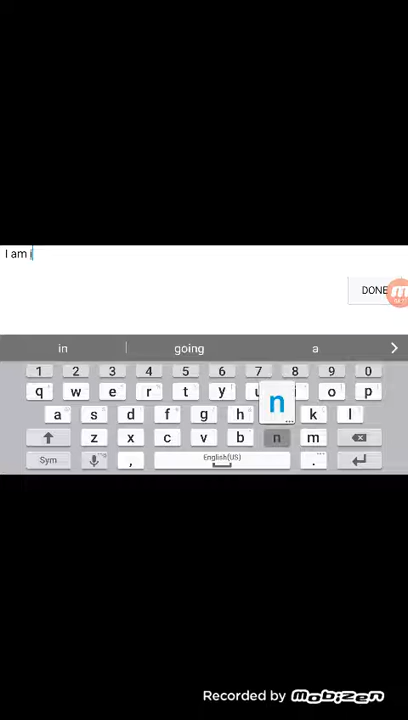 I am i
DONE
in going a
1 2 3 4 5 6 7 8 9 0
q w e r t y u i o p
a s d f g h k l
n
z x c v b n m
Sym , English(US) .
Recorded by Mobizen